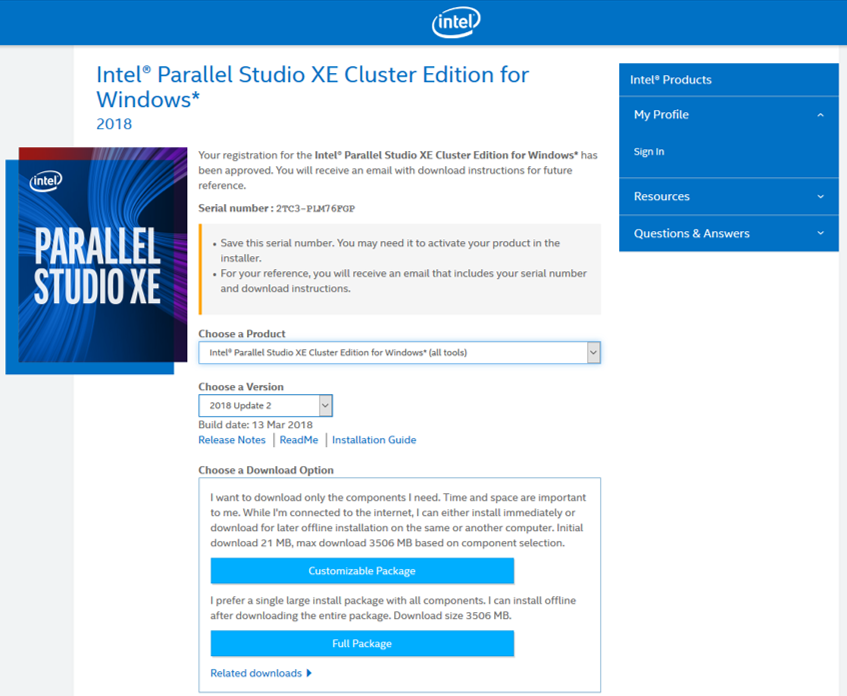 intel
Intel® Parallel Studio XE Cluster Edition for
Windows*
2018
intel
PARALLEL
STUDIO XE
Your registration for the Intel® Parallel Studio XE Cluster Edition for Windows* has
been approved. You will receive an email with download instructions for future
reference.
Serial number : 2TC3-PLM76FGP
Save this serial number. You may need it to activate your product in the
installer.
For your reference, you will receive an email that includes your serial number
and download instructions.
Choose a Product
Intel® Parallel Studio XE Cluster Edition for Windows* (all tools)
Choose a Version
2018 Update 2
Build date: 13 Mar 2018
Release Notes | ReadMe | Installation Guide
Choose a Download Option
I want to download only the components I need. Time and space are important
to me. While I'm connected to the internet, I can either install immediately or
download for later offline installation on the same or another computer. Initial
download 21 MB, max download 3506 MB based on component selection.
Customizable Package
I prefer a single large install package with all components. I can install offline
after downloading the entire package. Download size 3506 MB.
Full Package
Related downloads
Intel® Products
My Profile
Sign In
Resources
Questions & Answers